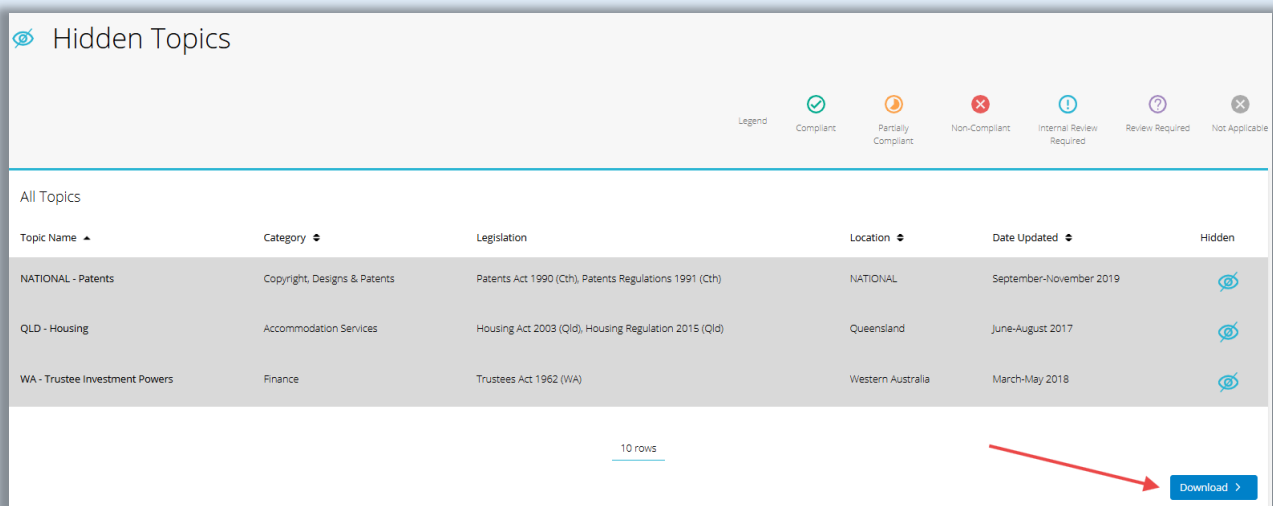 Hidden Topics
Legend
Compliant
Partially
Compliant
Non-Compliant
Internal Review
Required
Review Required
Not Applicable
All Topics
Topic Name Category Legislation Location Date Updated Hidden
NATIONAL - Patents Copyright, Designs & Patents Patents Act 1990 (Cth), Patents Regulations 1991 (Cth) NATIONAL September-November 2019
QLD - Housing Accommodation Services Housing Act 2003 (Qld), Housing Regulation 2015 (Qld) Queensland June-August 2017
WA - Trustee Investment Powers Finance Trustees Act 1962 (WA) Western Australia March-May 2018
10 rows
Download >